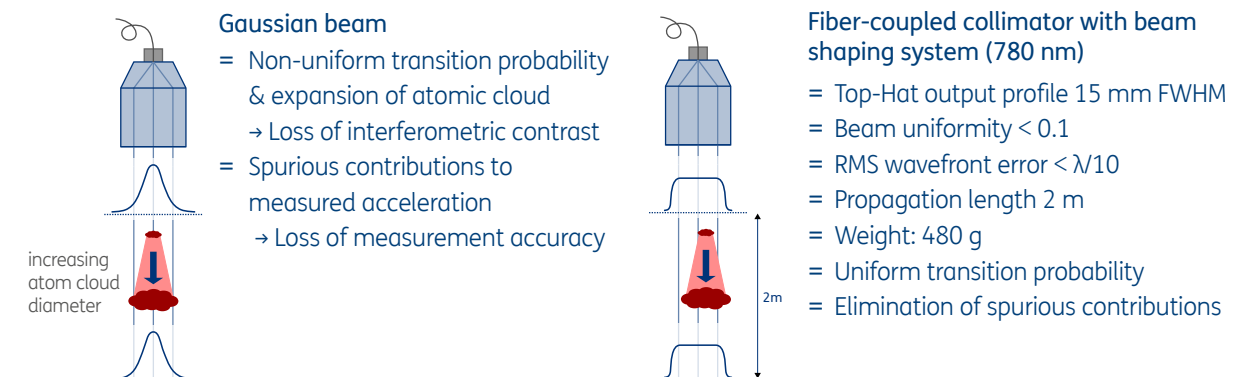 Gaussian beam
= Non-uniform transition probability
& expansion of atomic cloud
→ Loss of interferometric contrast
= Spurious contributions to
measured acceleration
→ Loss of measurement accuracy
increasing
atom cloud
diameter
Fiber-coupled collimator with beam
shaping system (780 nm)
= Top-Hat output profile 15 mm FWHM
= Beam uniformity < 0.1
= RMS wavefront error < λ/10
= Propagation length 2 m
= Weight: 480 g
= Uniform transition probability
= Elimination of spurious contributions
2m